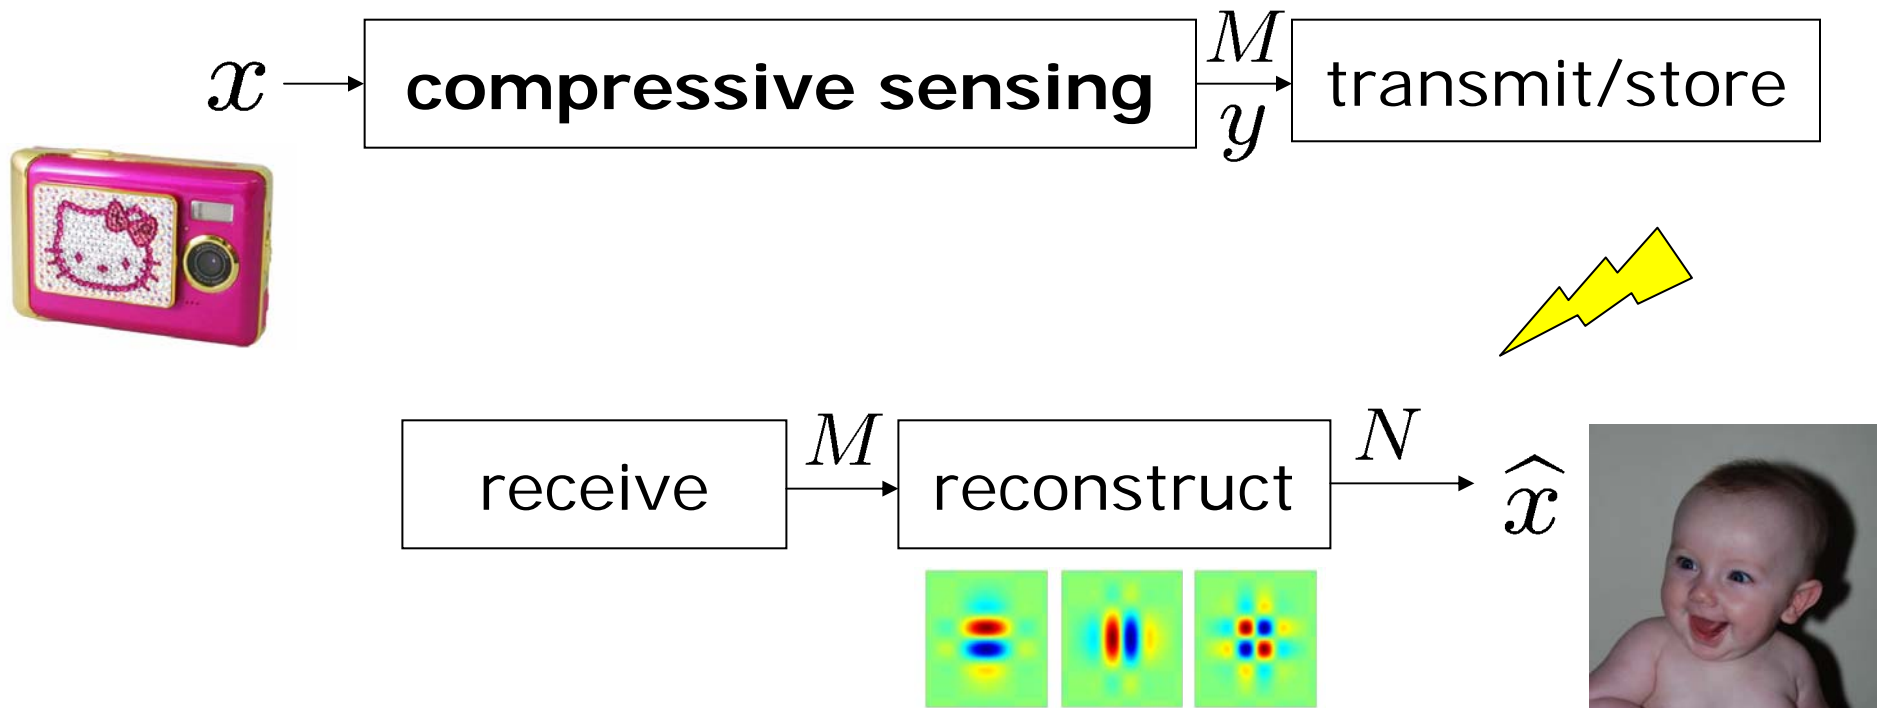 x compressive sensing M y transmit/store
receive M reconstruct N x̂